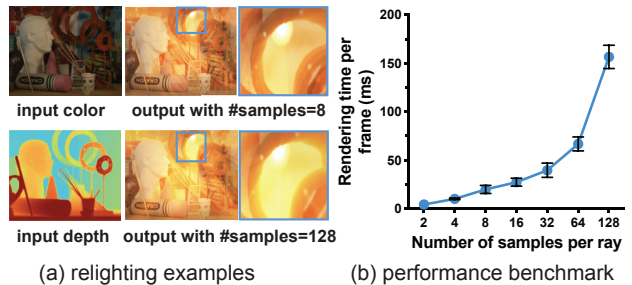 input color
output with #samples=8
input depth
output with #samples=128
(a) relighting examples
Rendering time per
frame (ms)
200
150
100
50
0
2 4 8 16 32 64 128
Number of samples per ray
(b) performance benchmark